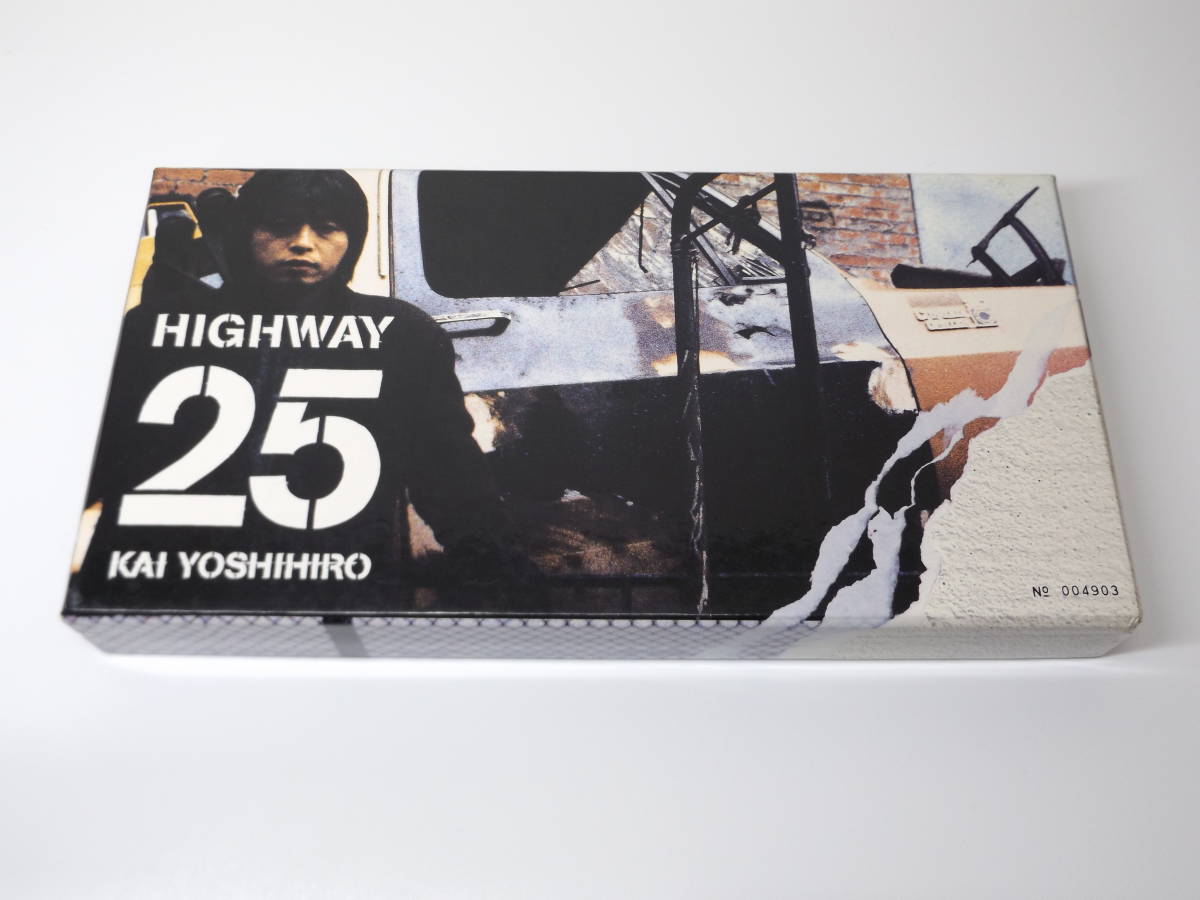 HIGHWAY
25
KAI YOSHIHIRO
Nº 004903